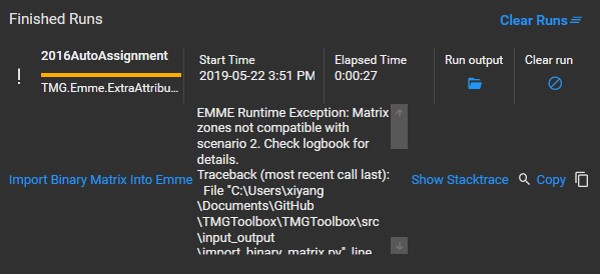 Finished Runs
Clear Runs
2016AutoAssignment
TMG.Emme.ExtraAttribu...
Start Time
2019-05-22 3:51 PM
Elapsed Time
0:00:27
Run output
Clear run
Import Binary Matrix Into Emme
EMME Runtime Exception: Matrix
zones not compatible with
scenario 2. Check logbook for
details.
Traceback (most recent call last):
File "C:\Users\xiyang
\Documents\GitHub
\TMGToolbox\TMGToolbox\src
\input_output
\import_binary_matrix.py", line
Show Stacktrace
Copy